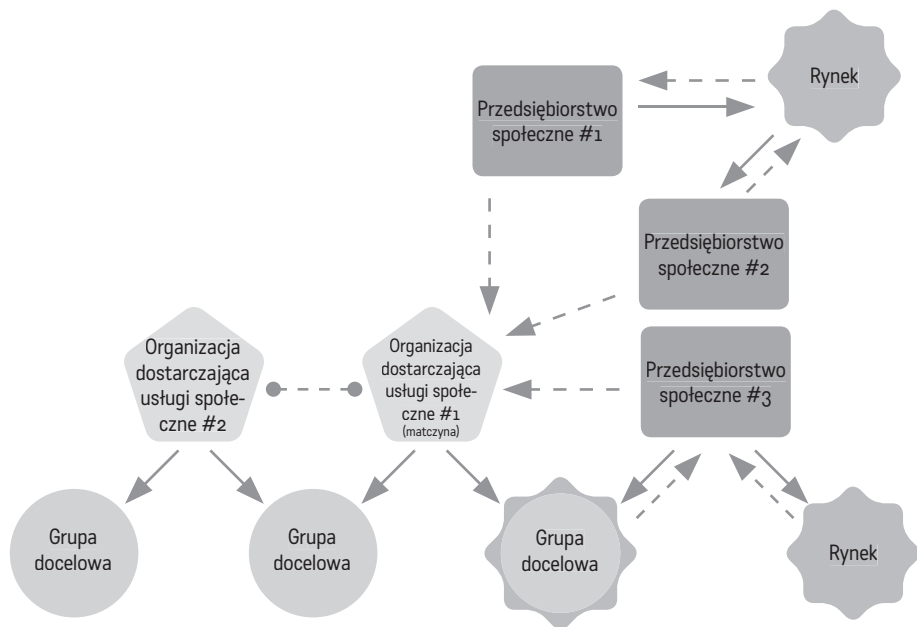 Rynek
Przedsiębiorstwo
społeczne #1
Przedsiębiorstwo
społeczne #2
Organizacja
dostarczająca
usługi społe-
czne #2
Organizacja
dostarczająca
usługi społe-
czne #1
(matczyna)
Przedsiębiorstwo
społeczne #3
Grupa
docelowa
Grupa
docelowa
Grupa
docelowa
Rynek